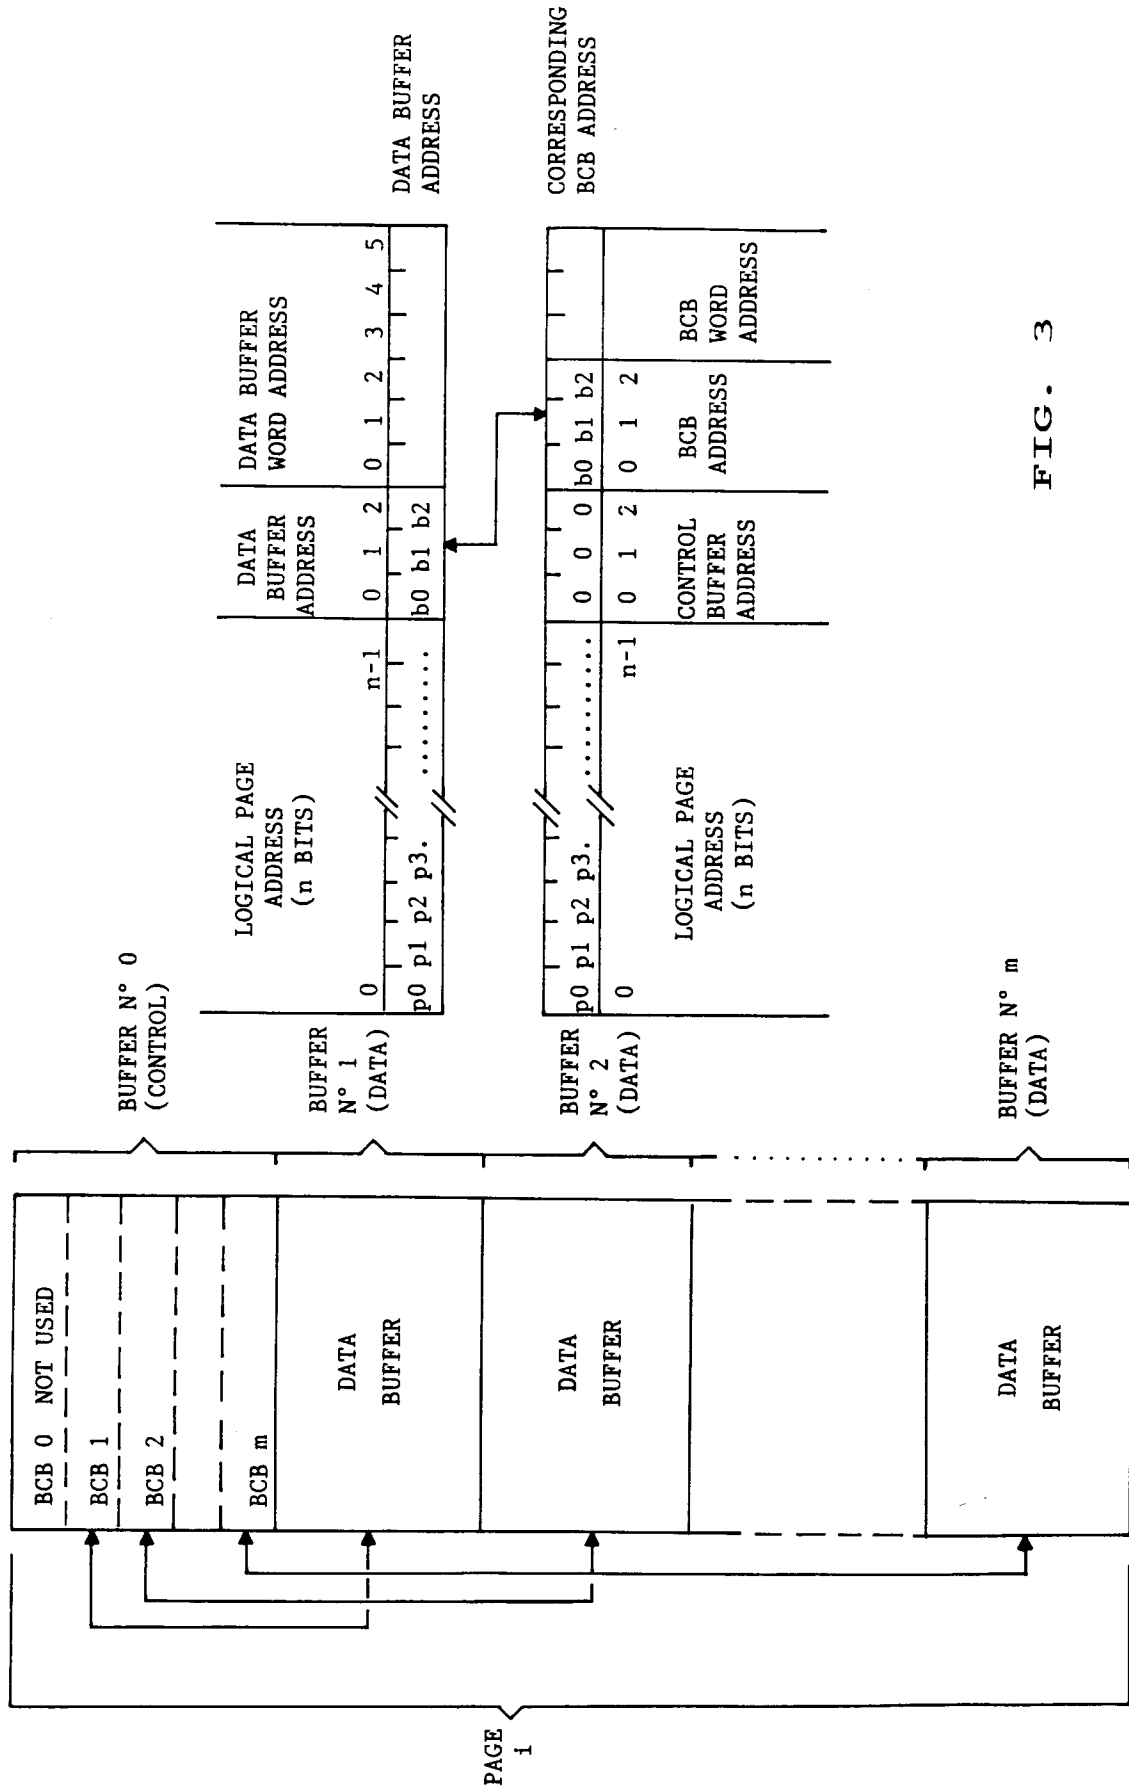 PAGE
i
BCB 0 NOT USED
BCB 1
BCB 2
BCB m
DATA
BUFFER
DATA
BUFFER
DATA
BUFFER
BUFFER N° 0
(CONTROL)
BUFFER
N° 1
(DATA)
BUFFER
N° 2
(DATA)
BUFFER N° m
(DATA)
LOGICAL PAGE
ADDRESS
(n BITS)
DATA
BUFFER
ADDRESS
DATA BUFFER
WORD ADDRESS
0 n-1 0 1 2 0 1 2 3 4 5
p0 p1 p2 p3. ......... b0 b1 b2
DATA BUFFER
ADDRESS
p0 p1 p2 p3. ......... 0 0 0 b0 b1 b2
0 n-1 0 1 2 0 1 2
CORRESPONDING
BCB ADDRESS
LOGICAL PAGE
ADDRESS
(n BITS)
CONTROL
BUFFER
ADDRESS
BCB
ADDRESS
BCB
WORD
ADDRESS
FIG. 3